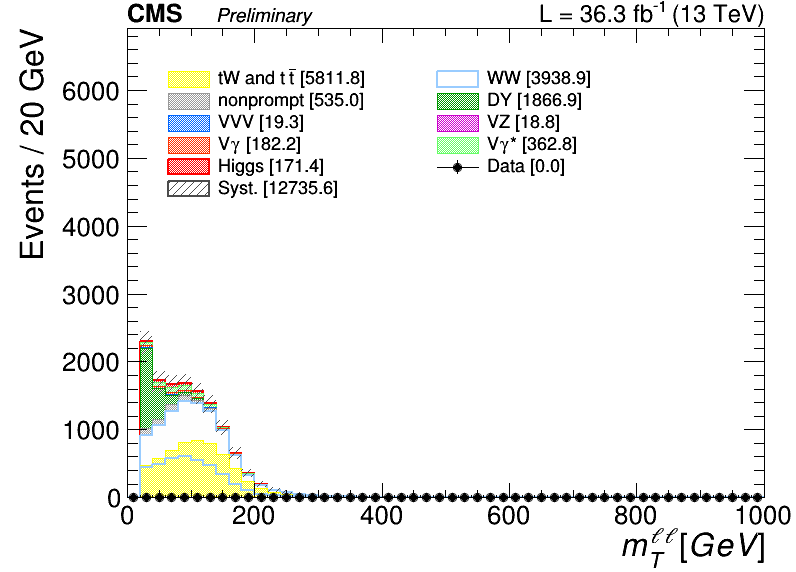 CMS Preliminary L = 36.3 fb⁻¹ (13 TeV)
Events / 20 GeV
6000
5000
4000
3000
2000
1000
0
tW and tt̅ [5811.8]
nonprompt [535.0]
VVV [19.3]
Vγ [182.2]
Higgs [171.4]
Syst. [12735.6]
WW [3938.9]
DY [1866.9]
VZ [18.8]
Vγ* [362.8]
Data [0.0]
0 200 400 600 800 1000
m_T^ℓℓ [GeV]